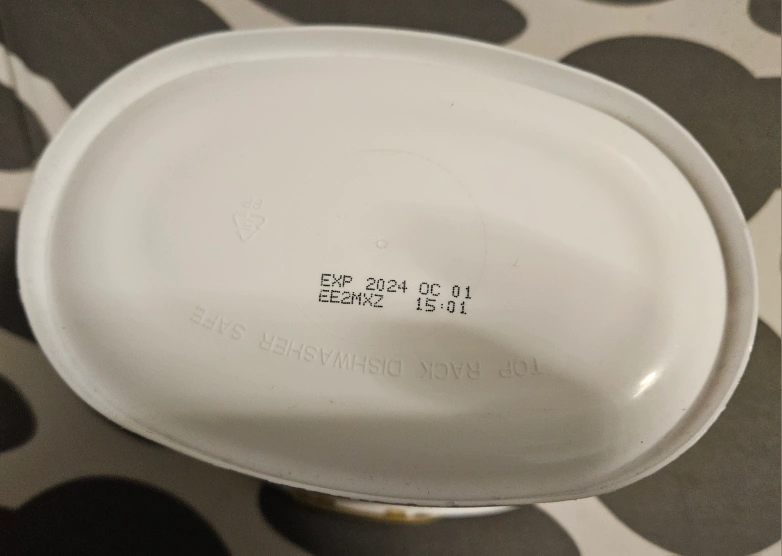 EXP 2024 OC 01
EE2MXZ 15:01
TOP RACK DISHWASHER SAFE